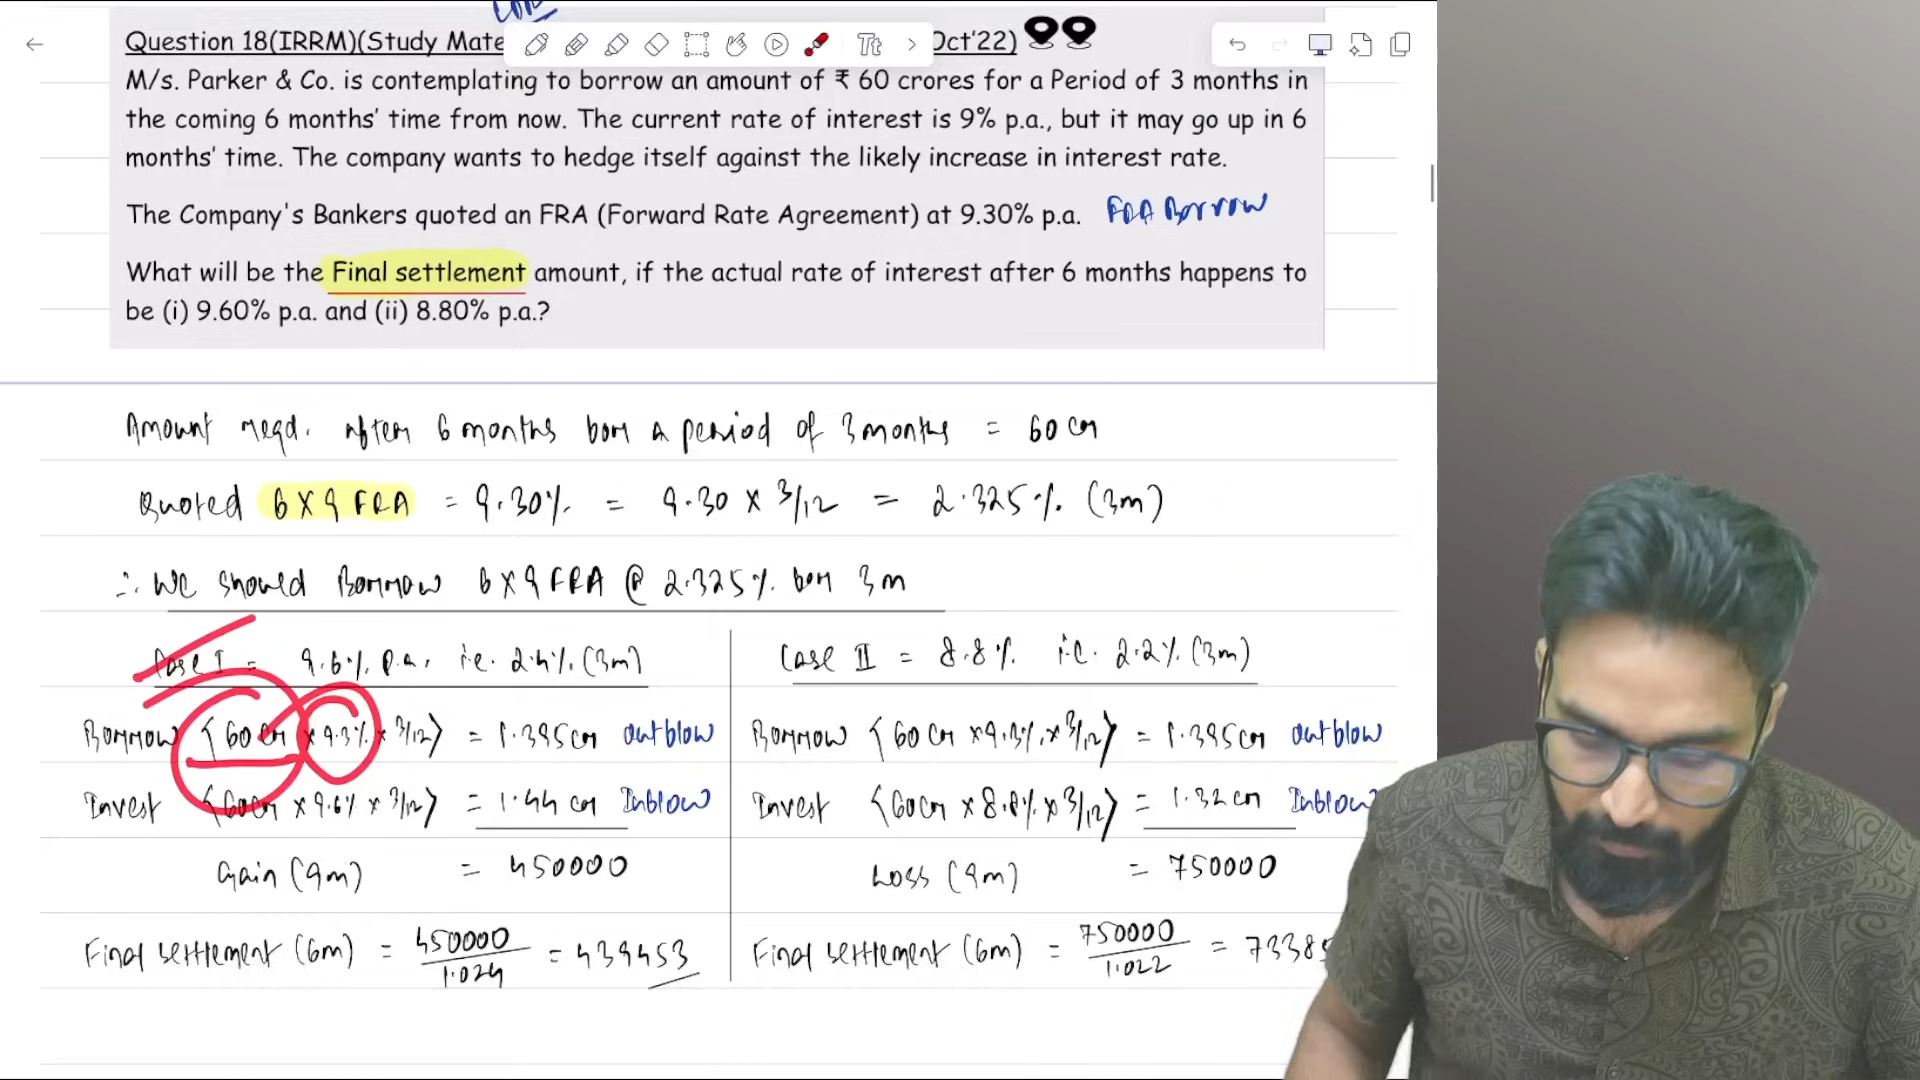 Question 18(IRRM)(Study Mate Oct'22)
M/s. Parker & Co. is contemplating to borrow an amount of ₹ 60 crores for a Period of 3 months in
the coming 6 months' time from now. The current rate of interest is 9% p.a., but it may go up in 6
months' time. The company wants to hedge itself against the likely increase in interest rate.
The Company's Bankers quoted an FRA (Forward Rate Agreement) at 9.30% p.a. FRA Borrow
What will be the Final settlement amount, if the actual rate of interest after 6 months happens to
be (i) 9.60% p.a. and (ii) 8.80% p.a.?
Amount reqd. after 6 months for a period of 3 months = 60 cr
Quoted 6 X 9 FRA = 9.30% = 9.30 x 3/12 = 2.325% (3m)
∴ We should Borrow 6 X 9 FRA @ 2.325% for 3m
Case I = 9.6% p.a. i.e. 2.4% (3m)
Borrow {60 cr x 9.3% x 3/12} = 1.395 cr outflow
Invest {60 cr x 9.6% x 3/12} = 1.44 cr Inflow
Gain (9m) = 450000
Final settlement (6m) = 450000/1.024 = 439453
Case II = 8.8% i.e. 2.2% (3m)
Borrow {60 cr x 9.3% x 3/12} = 1.395 cr outflow
Invest {60 cr x 8.8% x 3/12} = 1.32 cr Inflow
Loss (9m) = 750000
Final settlement (6m) = 750000/1.022 = 73385